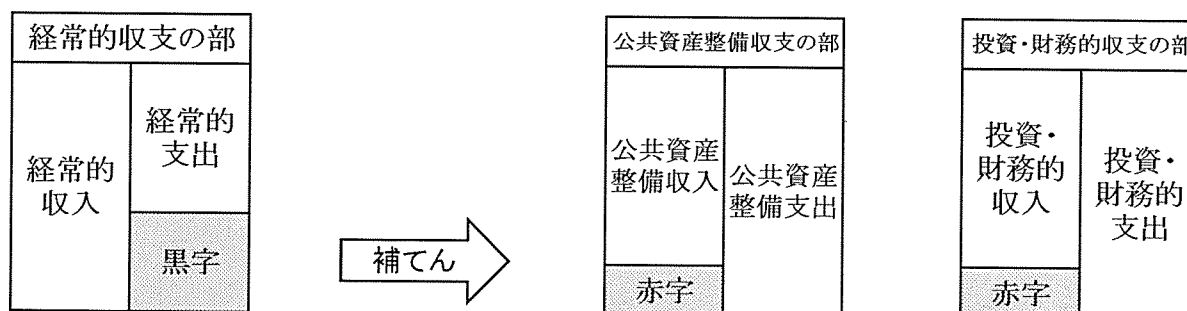 経常的収支の部
経常的
収入
経常的
支出
黒字
補てん
公共資産整備収支の部
公共資産
整備収入
赤字
公共資産
整備支出
投資・財務的収支の部
投資・
財務的
収入
赤字
投資・
財務的
支出